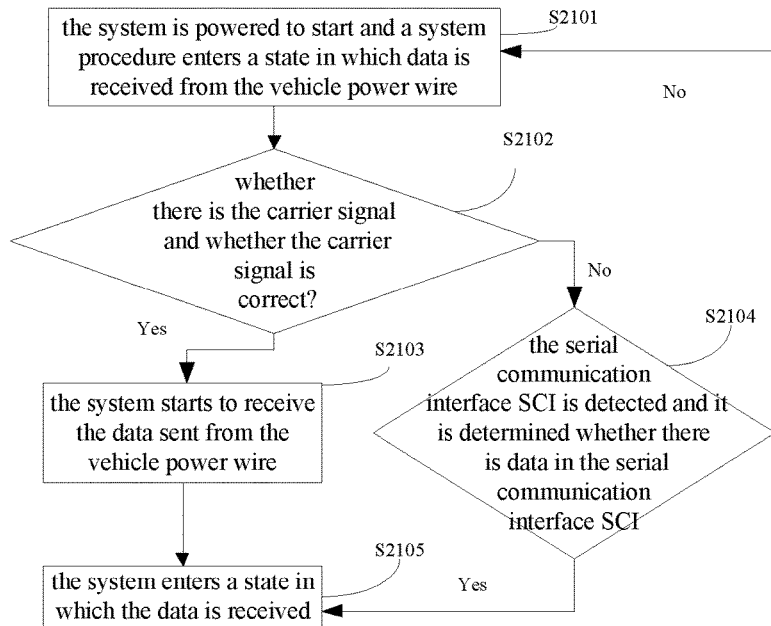 S2101
the system is powered to start and a system
procedure enters a state in which data is
received from the vehicle power wire
No
S2102
whether
there is the carrier signal
and whether the carrier
signal is
correct?
No
Yes
S2103
the system starts to receive
the data sent from the
vehicle power wire
S2104
the serial
communication
interface SCI is detected and it
is determined whether there
is data in the serial
communication
interface SCI
S2105
the system enters a state in
which the data is received
Yes